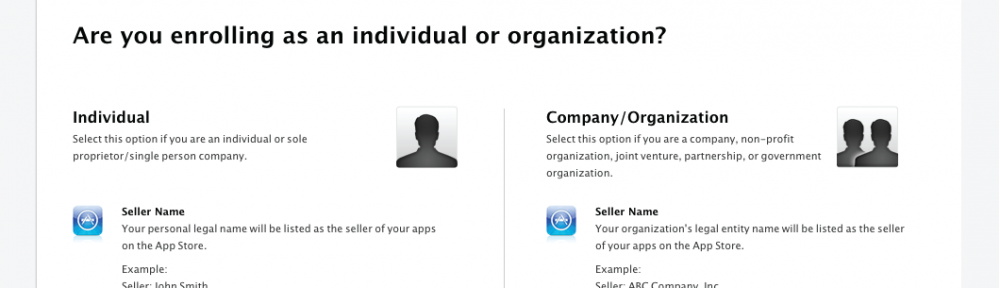 Are you enrolling as an individual or organization?
Individual
Select this option if you are an individual or sole
proprietor/single person company.
Seller Name
Your personal legal name will be listed as the seller of your apps
on the App Store.
Example:
Seller: John Smith
Company/Organization
Select this option if you are a company, non-profit
organization, joint venture, partnership, or government
organization.
Seller Name
Your organization's legal entity name will be listed as the seller
of your apps on the App Store.
Example:
Seller: ABC Company, Inc.